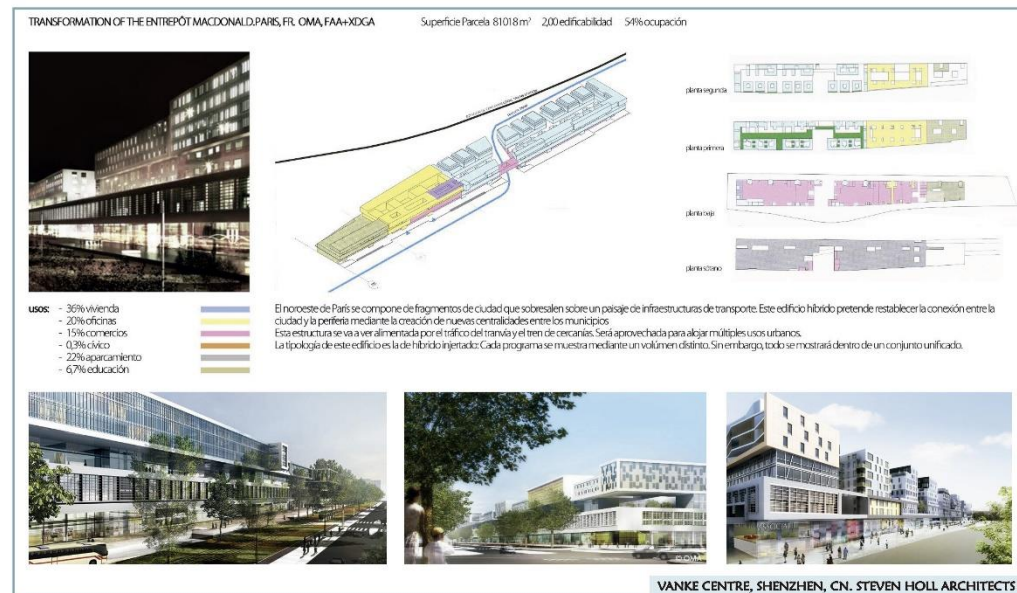 TRANSFORMATION OF THE ENTREPÔT MACDONALD.PARIS, FR. OMA, FAA+XDGA
Superficie Parcela 81018 m² 2,00 edificabilidad 54% ocupación
planta segunda
planta primera
planta baja
planta sótano
usos:
- 36% vivienda
- 20% oficinas
- 15% comercios
- 0,3% cívico
- 22% aparcamiento
- 6,7% educación
El noroeste de París se compone de fragmentos de ciudad que sobresalen sobre un paisaje de infraestructuras de transporte. Este edificio híbrido pretende restablecer la conexión entre la
ciudad y la periferia mediante la creación de nuevas centralidades entre los municipios
Esta estructura se va a ver alimentada por el tráfico del tranvía y el tren de cercanías. Será aprovechada para alojar múltiples usos urbanos.
La tipología de este edificio es la de híbrido injertado: Cada programa se muestra mediante un volúmen distinto. Sin embargo, todo se mostrará dentro de un conjunto unificado.
OMA
VANKE CENTRE, SHENZHEN, CN. STEVEN HOLL ARCHITECTS